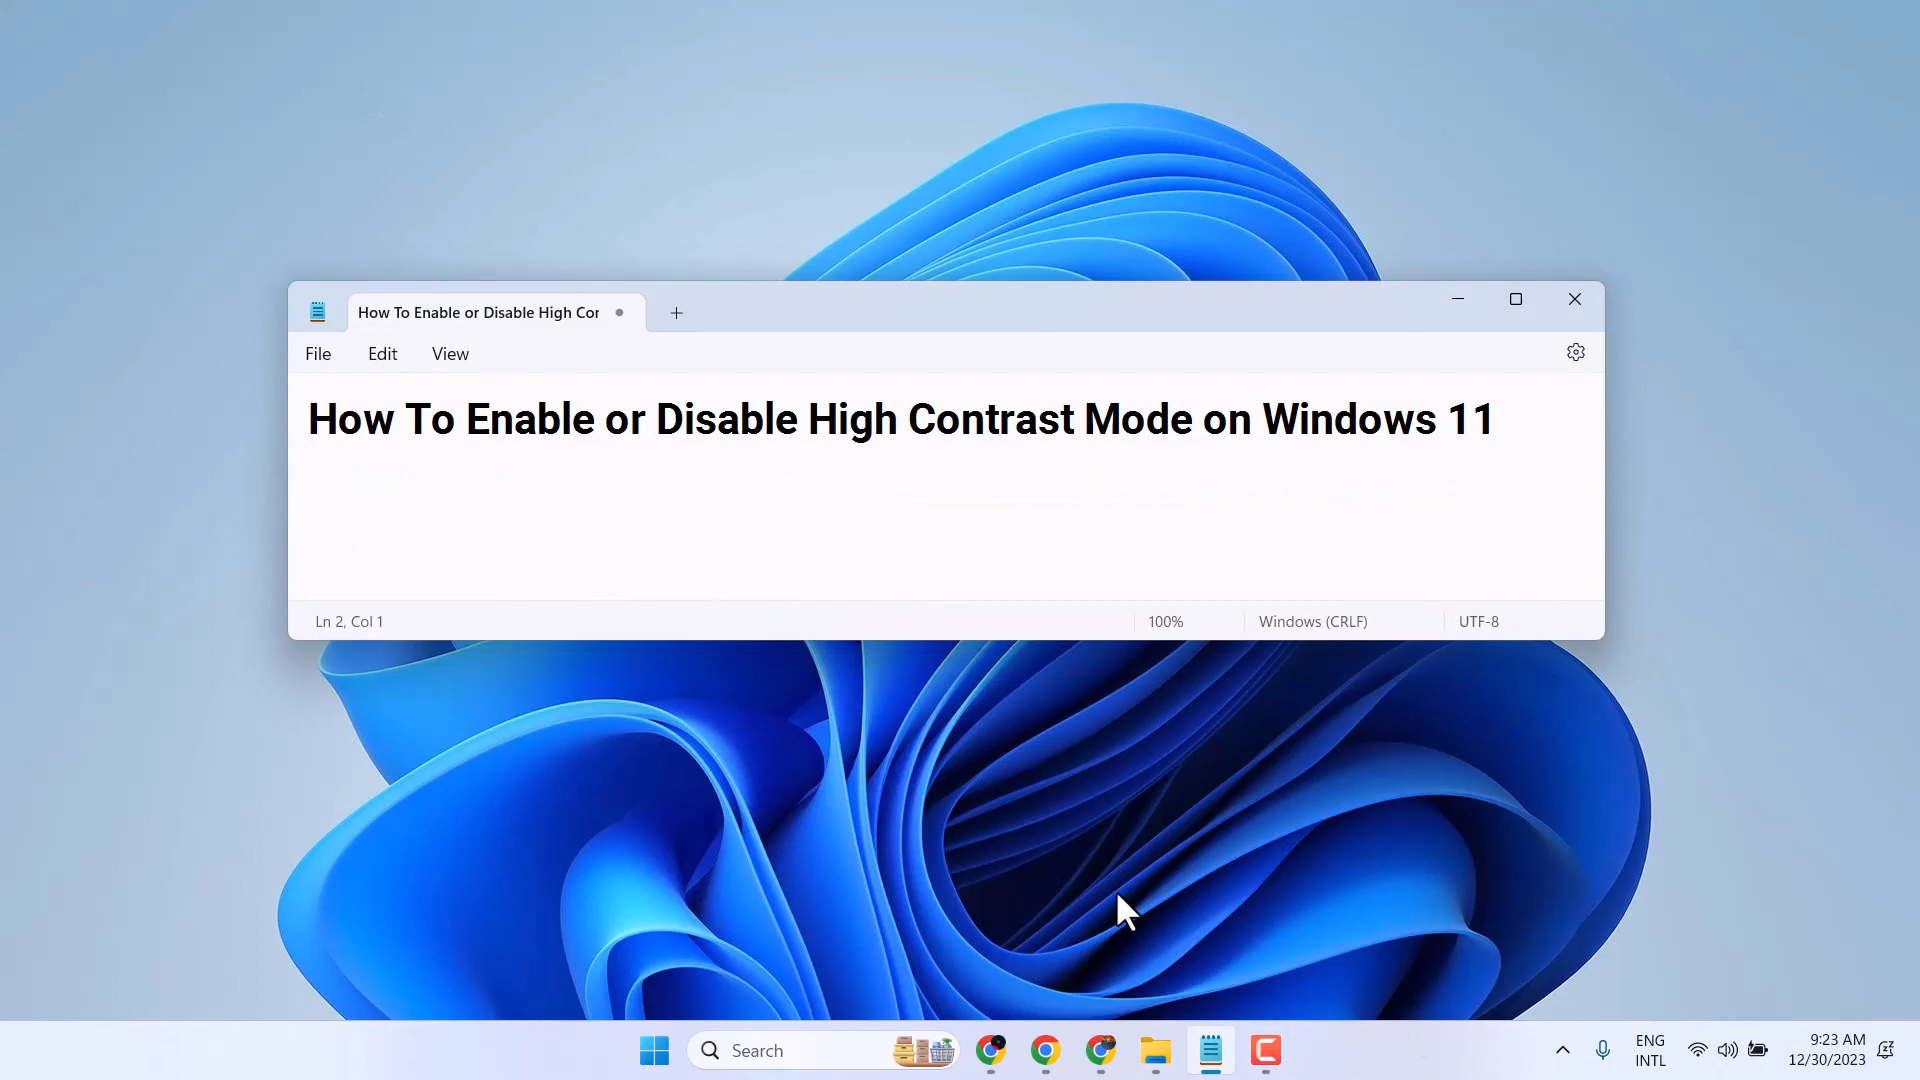 How To Enable or Disable High Cor
File Edit View
How To Enable or Disable High Contrast Mode on Windows 11
Ln 2, Col 1 100% Windows (CRLF) UTF-8
Search
ENG
INTL
9:23 AM
12/30/2023